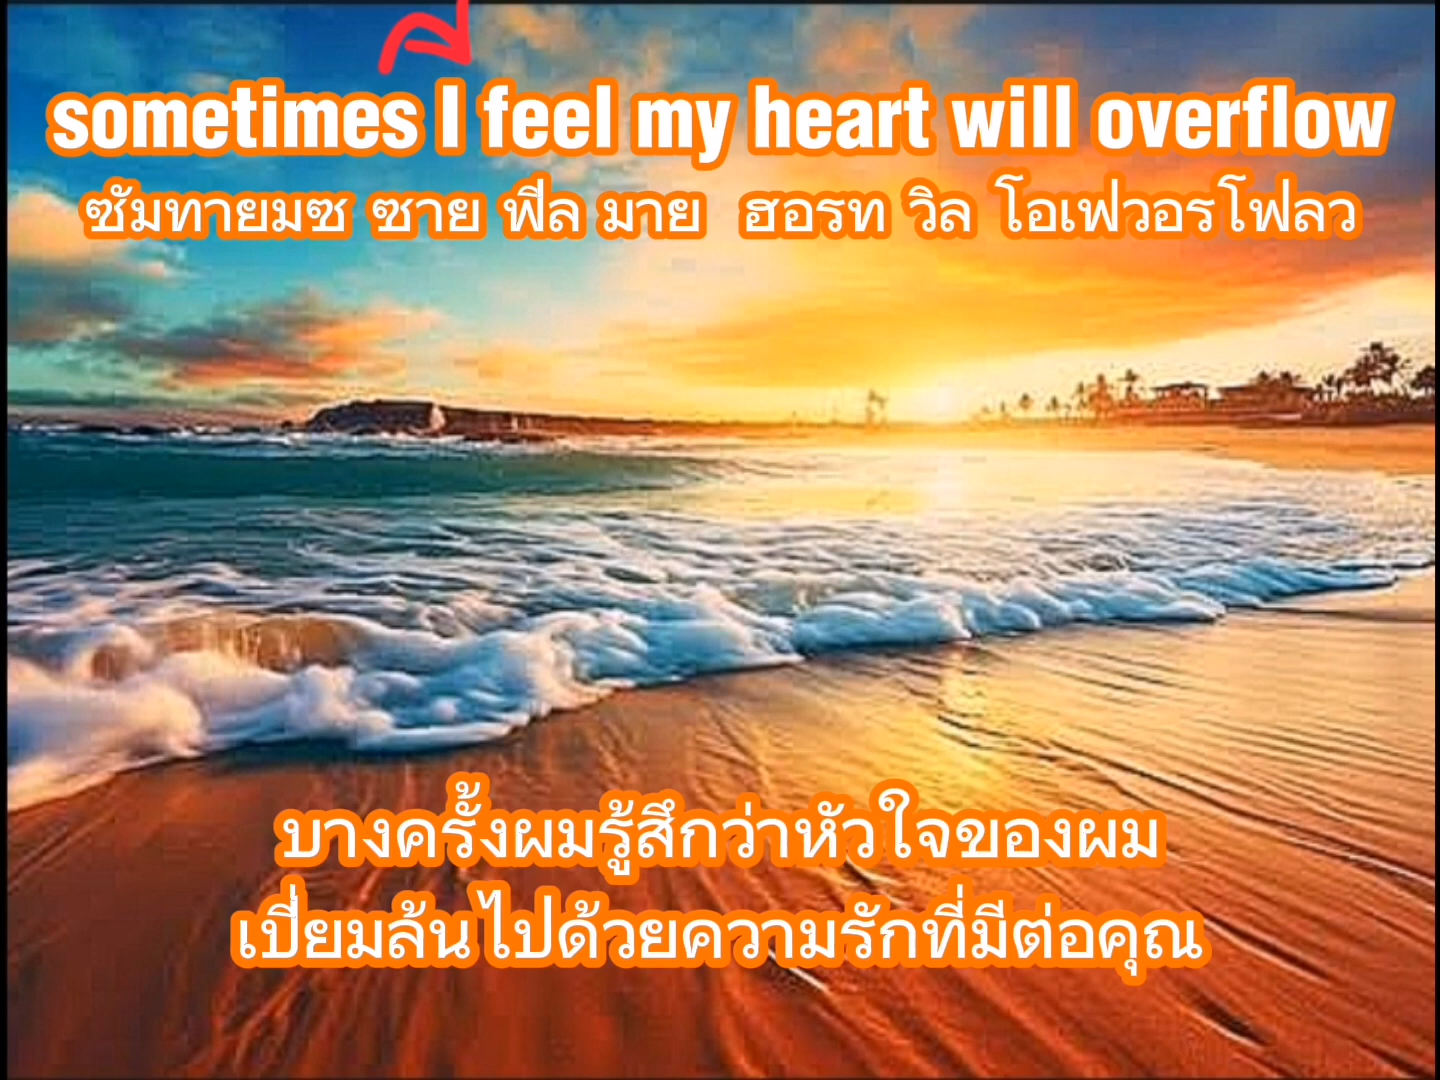 sometimes I feel my heart will overflow
ซัมทายมซ ซาย ฟีล มาย ฮอรท วิล โอเฟวอรโฟลว
บางครั้งผมรู้สึกว่าหัวใจของผม
เปี่ยมล้นไปด้วยความรักที่มีต่อคุณ